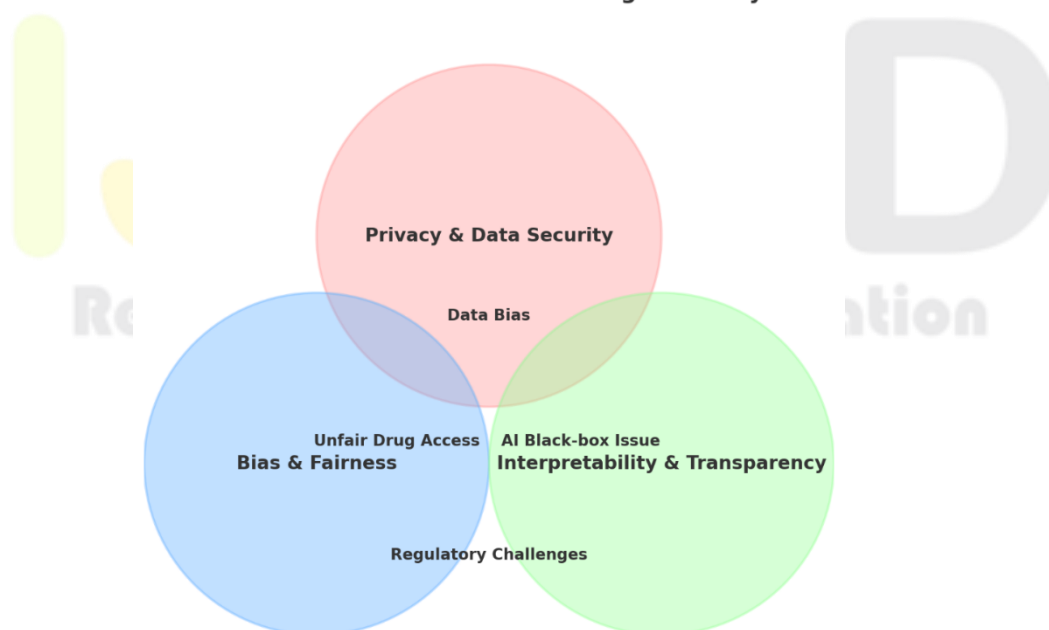 Privacy & Data Security
Data Bias
Unfair Drug Access
AI Black-box Issue
Bias & Fairness
Interpretability & Transparency
Regulatory Challenges